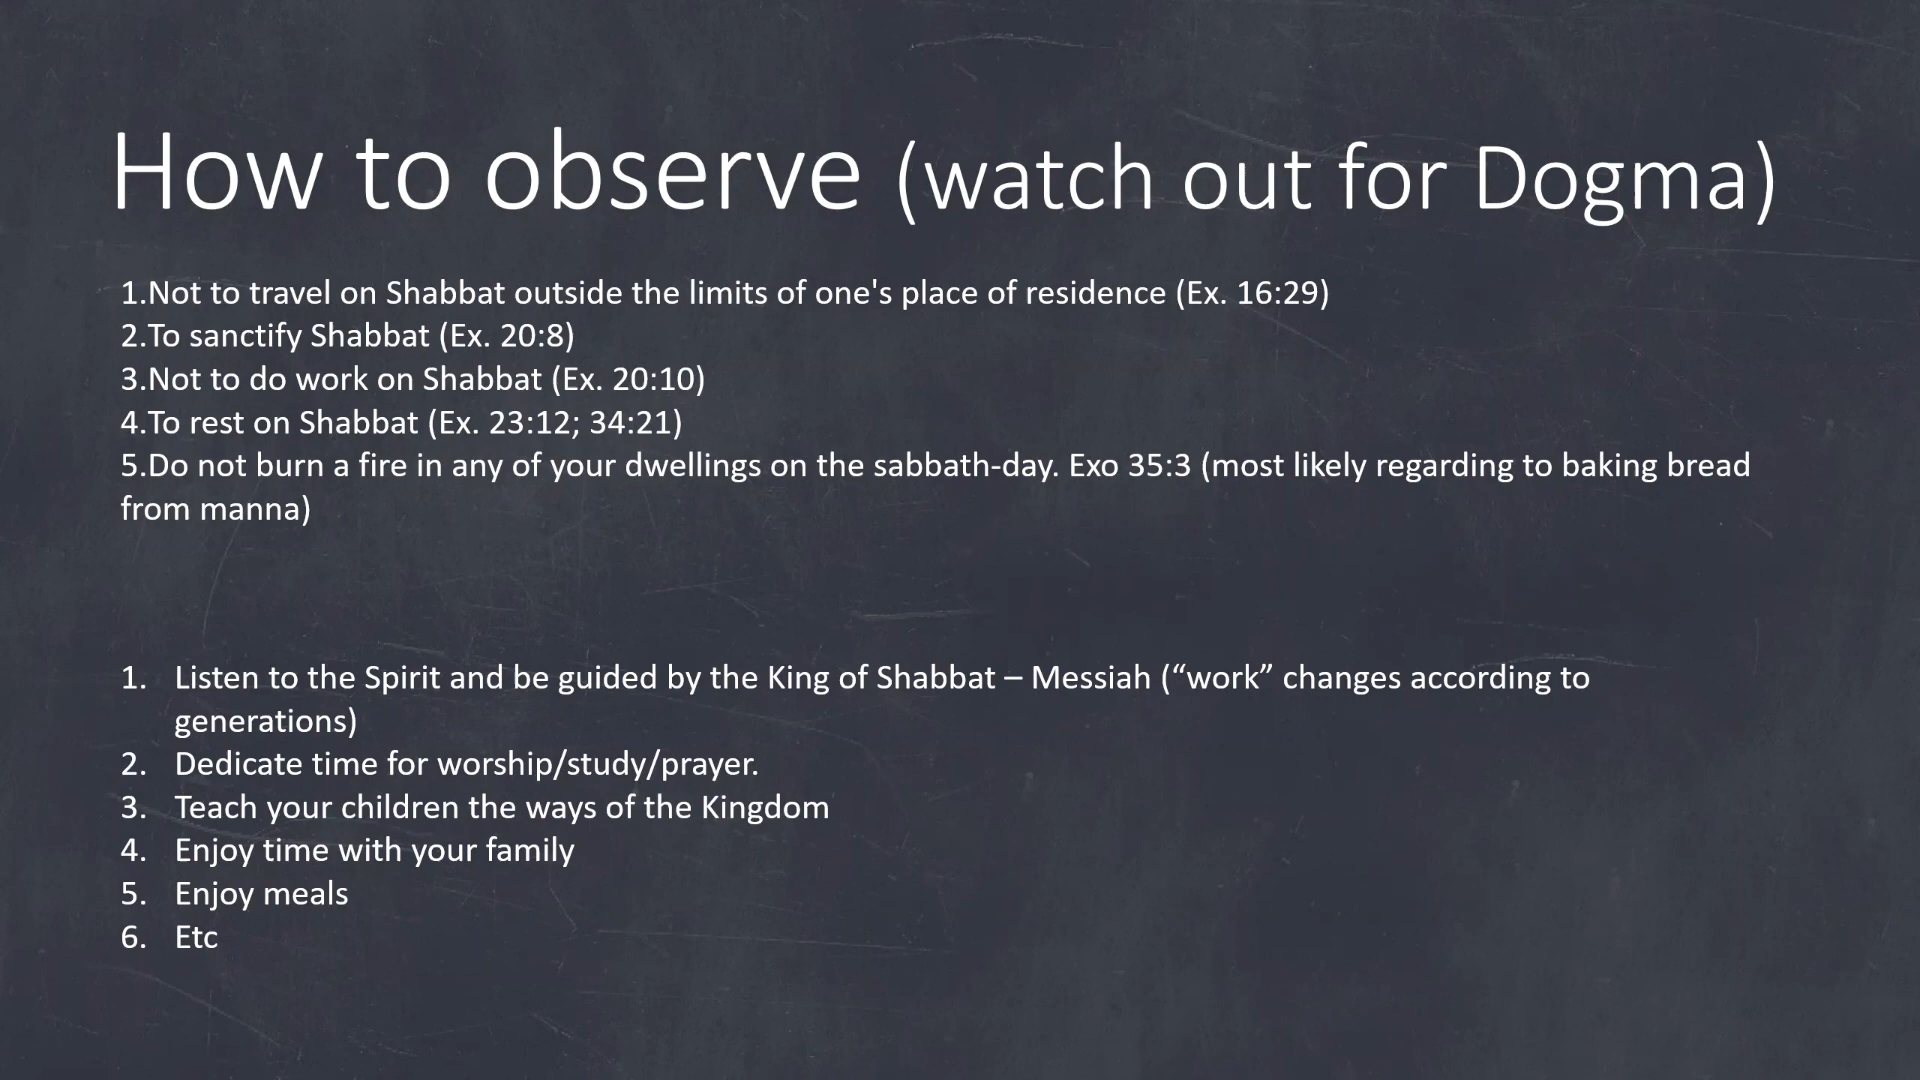 How to observe (watch out for Dogma)
1.Not to travel on Shabbat outside the limits of one's place of residence (Ex. 16:29)
2.To sanctify Shabbat (Ex. 20:8)
3.Not to do work on Shabbat (Ex. 20:10)
4.To rest on Shabbat (Ex. 23:12; 34:21)
5.Do not burn a fire in any of your dwellings on the sabbath-day. Exo 35:3 (most likely regarding to baking bread
from manna)
1. Listen to the Spirit and be guided by the King of Shabbat – Messiah (“work” changes according to
generations)
2. Dedicate time for worship/study/prayer.
3. Teach your children the ways of the Kingdom
4. Enjoy time with your family
5. Enjoy meals
6. Etc